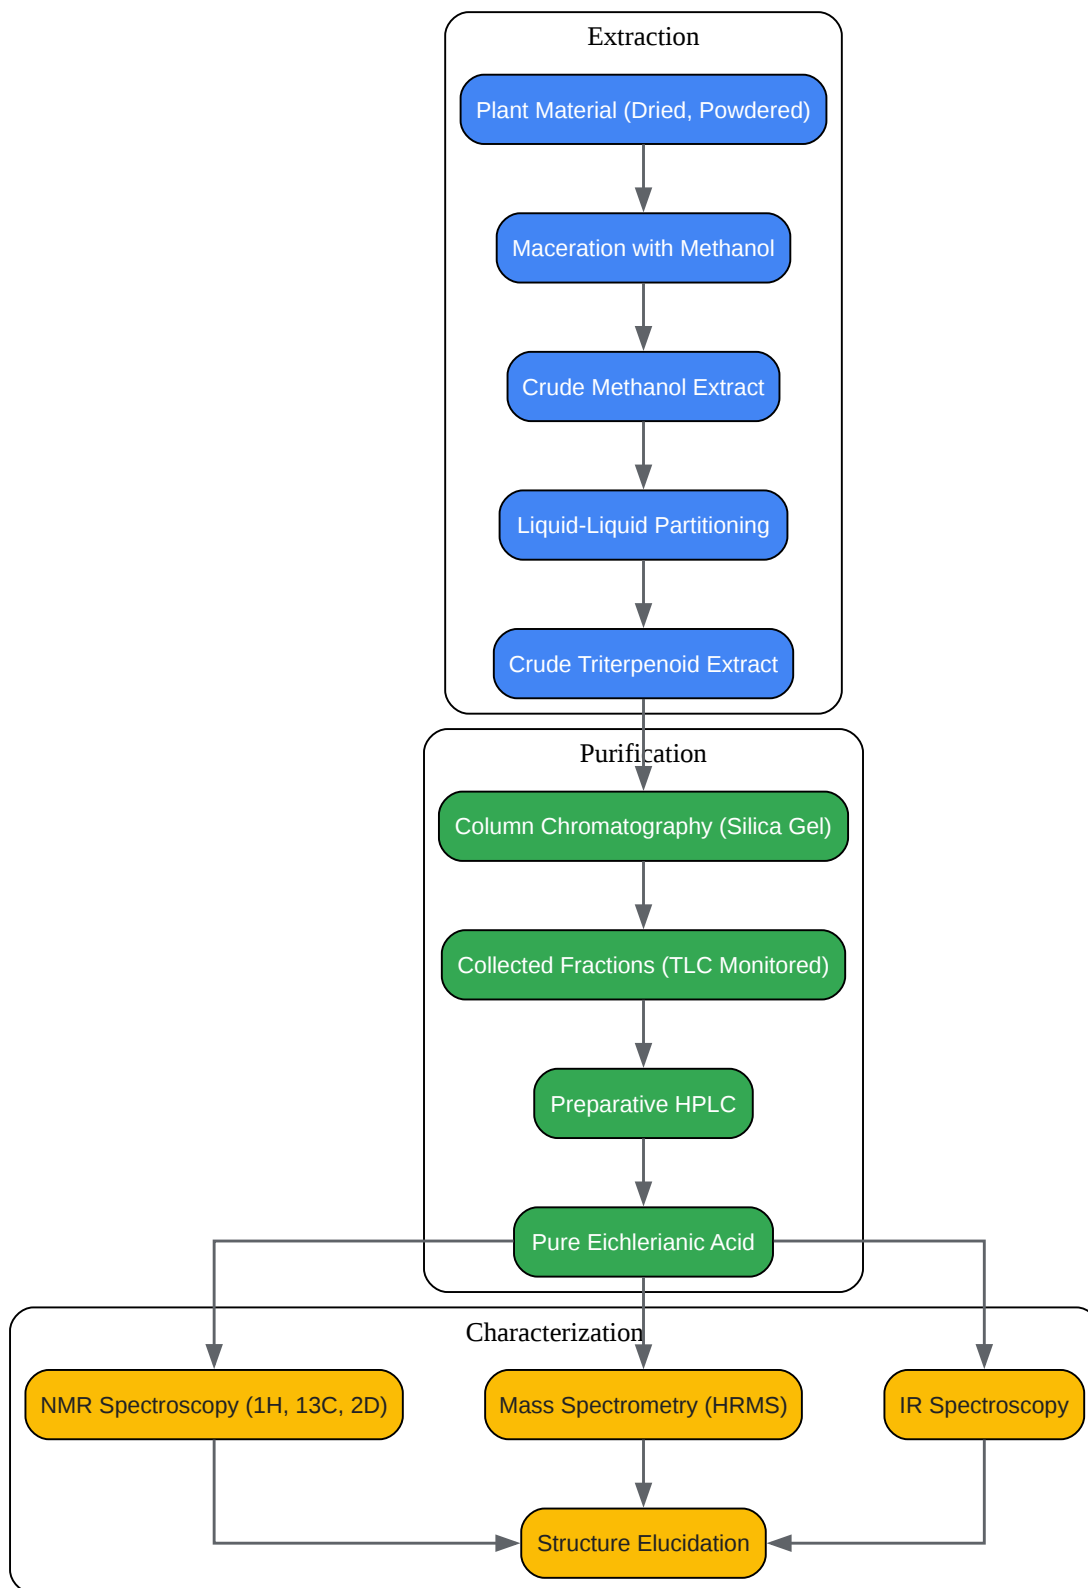 Extraction
Plant Material (Dried, Powdered)
Maceration with Methanol
Crude Methanol Extract
Liquid-Liquid Partitioning
Crude Triterpenoid Extract
Purification
Column Chromatography (Silica Gel)
Collected Fractions (TLC Monitored)
Preparative HPLC
Pure Eichlerianic Acid
Characterization
NMR Spectroscopy (1H, 13C, 2D)
Mass Spectrometry (HRMS)
IR Spectroscopy
Structure Elucidation